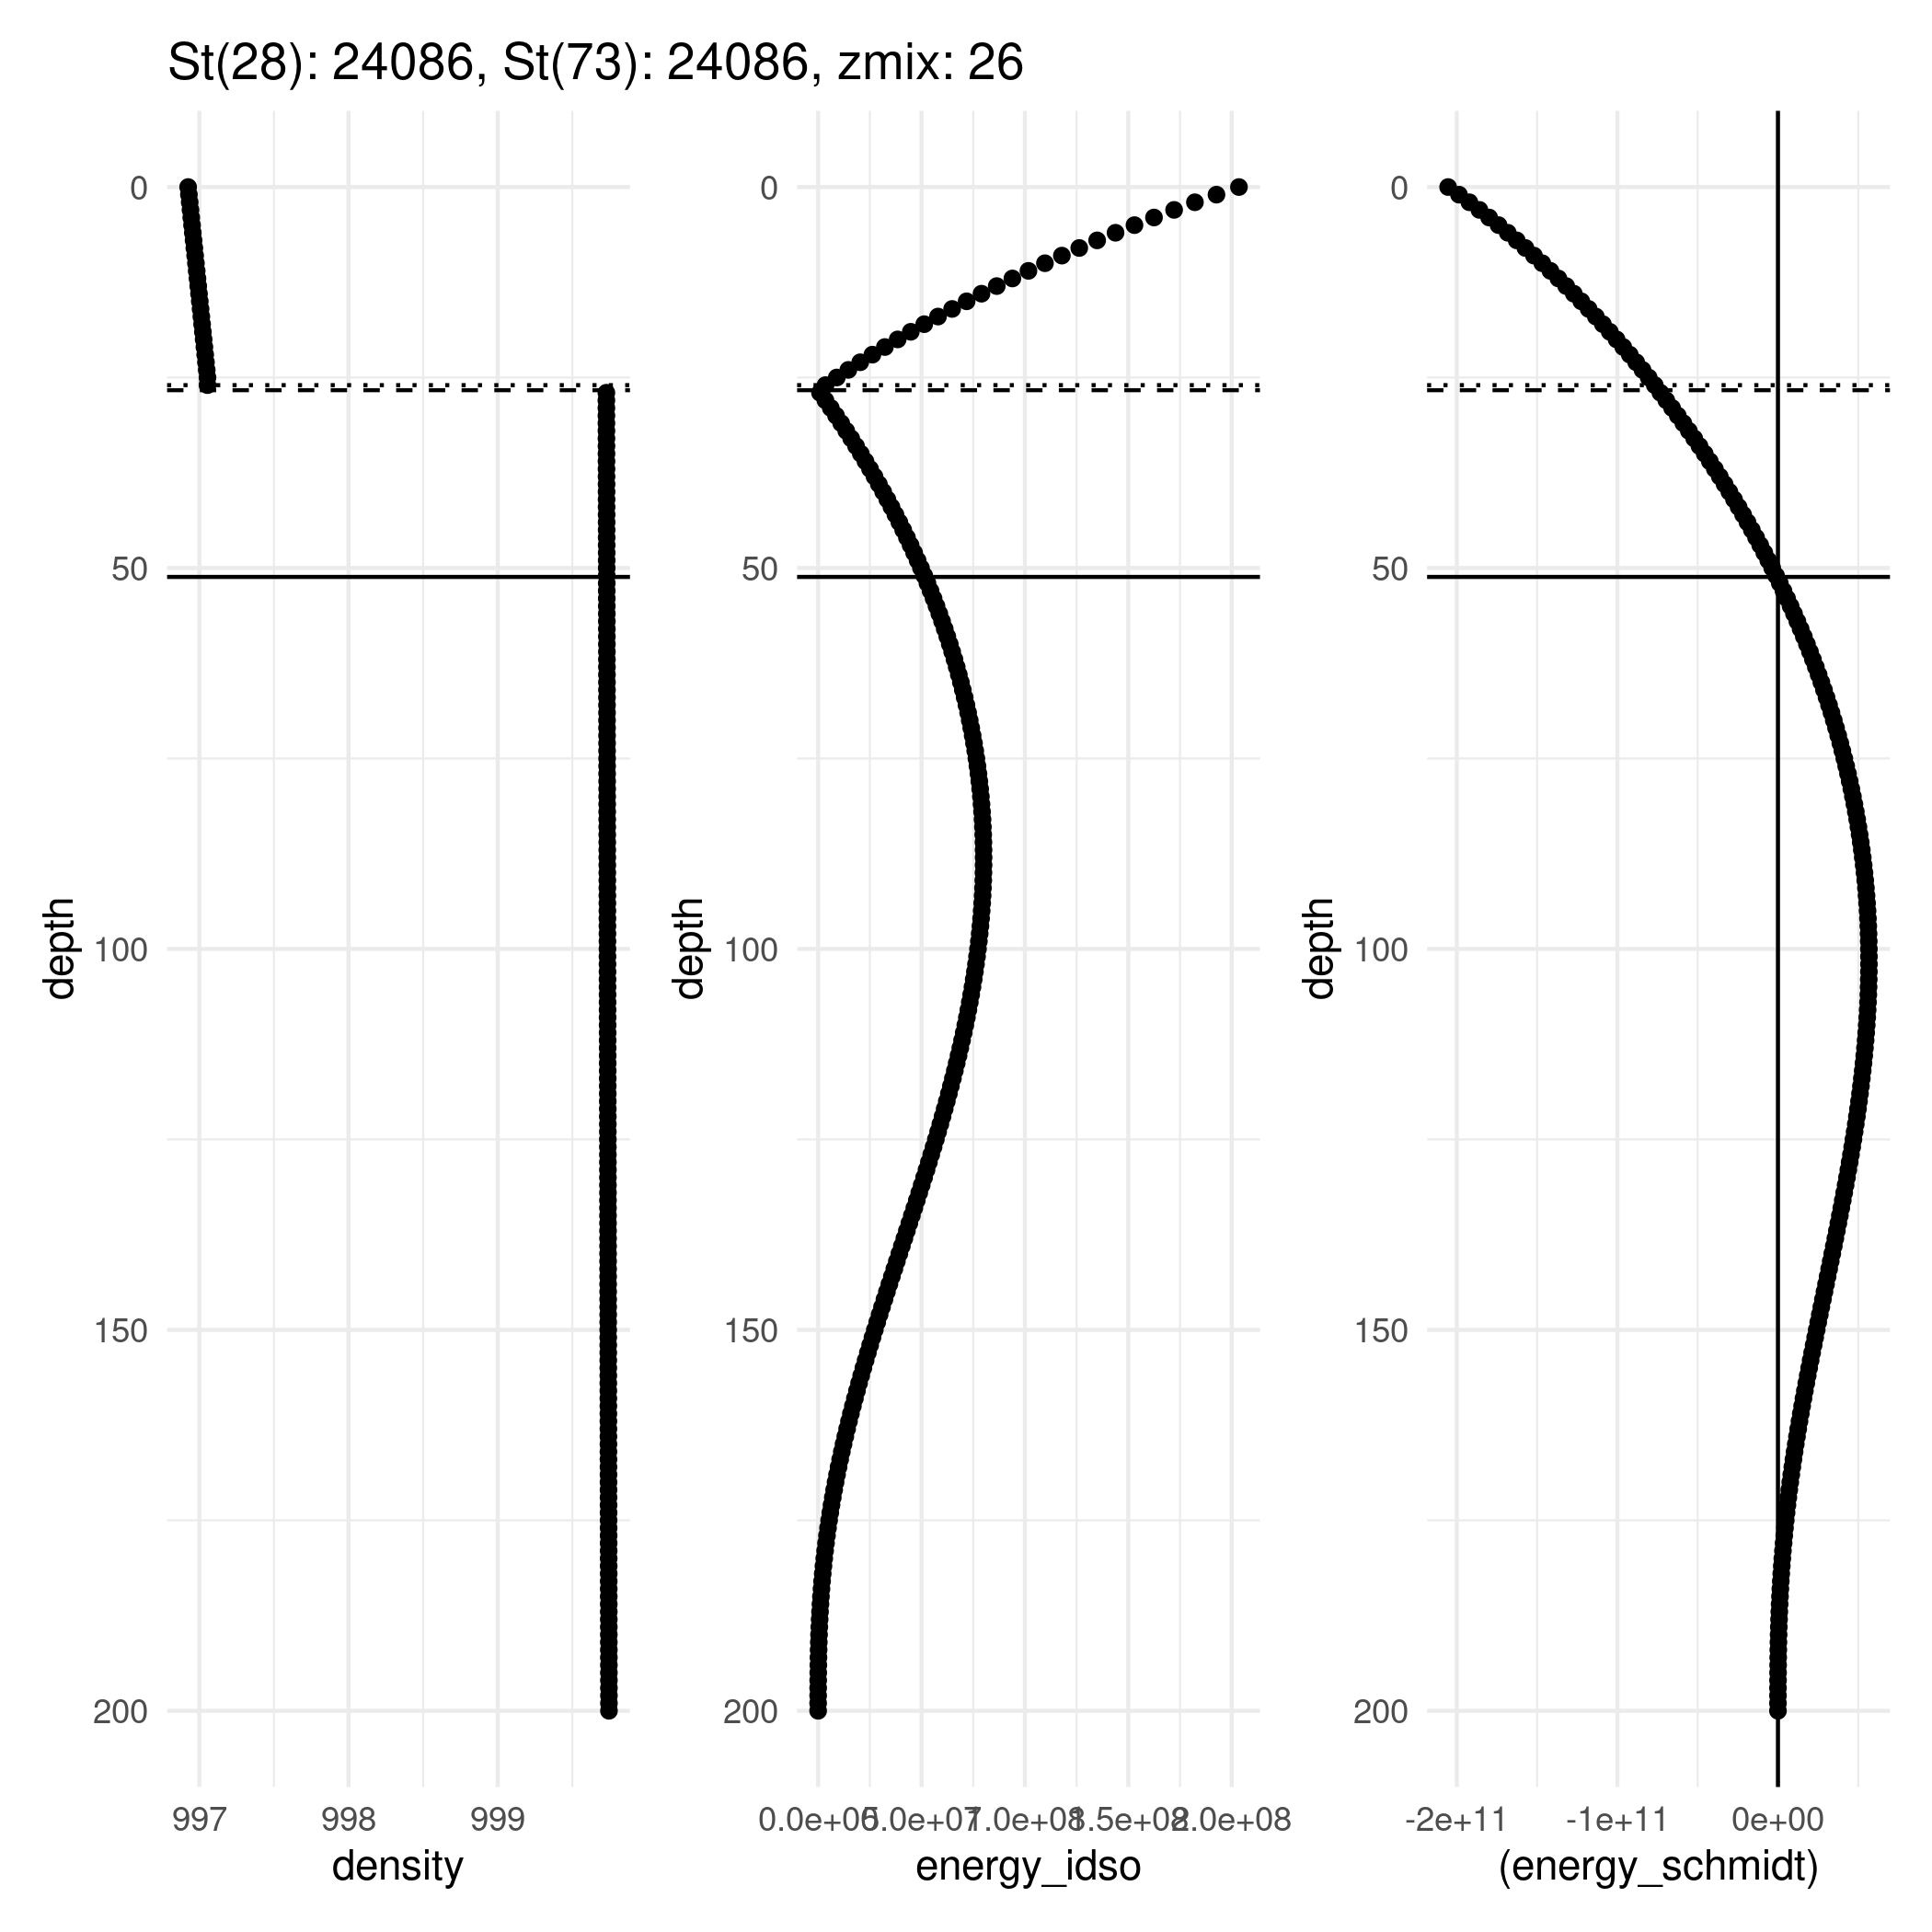 St(28): 24086, St(73): 24086, zmix: 26
0
50
100
150
200
depth
997 998 999
density
0
50
100
150
200
depth
0.0e+00 5.0e+07 1.0e+08 1.5e+08 2.0e+08
energy_idso
0
50
100
150
200
depth
-2e+11 -1e+11 0e+00
(energy_schmidt)